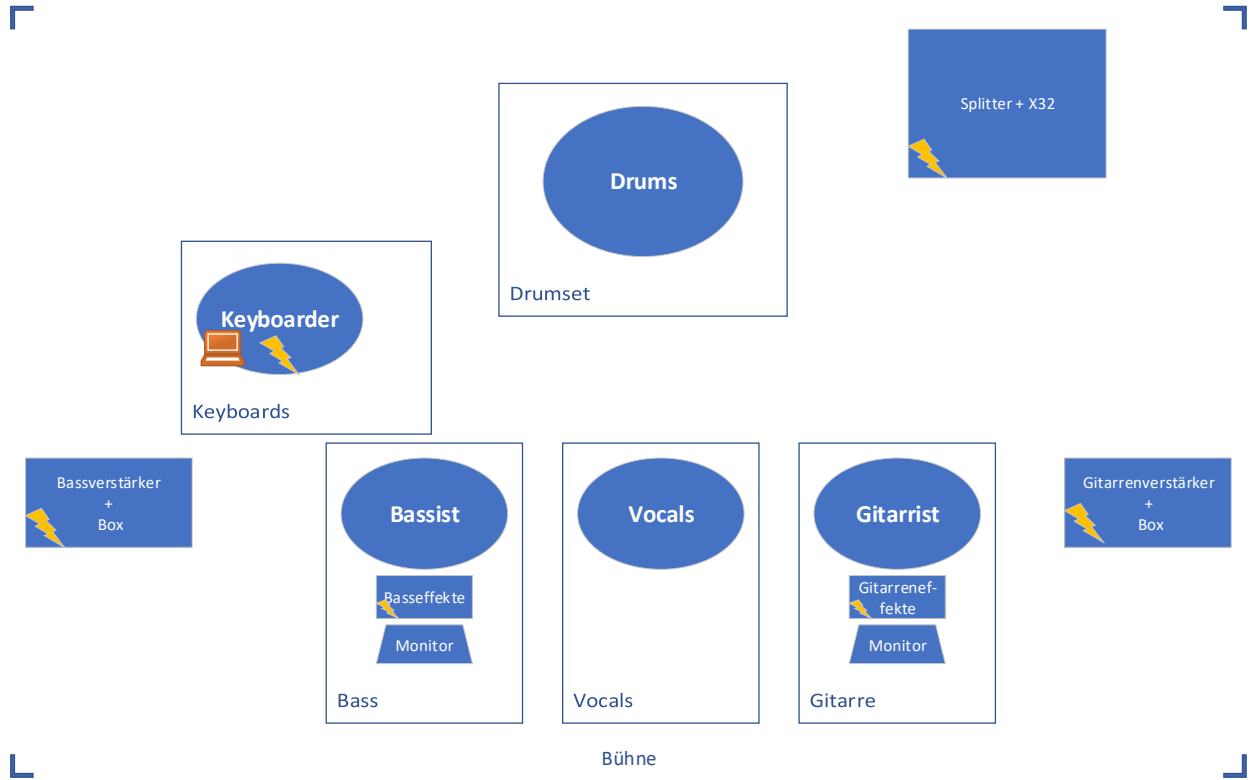 Splitter + X32
Drums
Drumset
Keyboarder
Keyboards
Bassverstärker
+
Box
Bassist
Basseffekte
Monitor
Bass
Vocals
Vocals
Gitarrist
Gitarrenef-
fekte
Monitor
Gitarre
Gitarrenverstärker
+
Box
Bühne